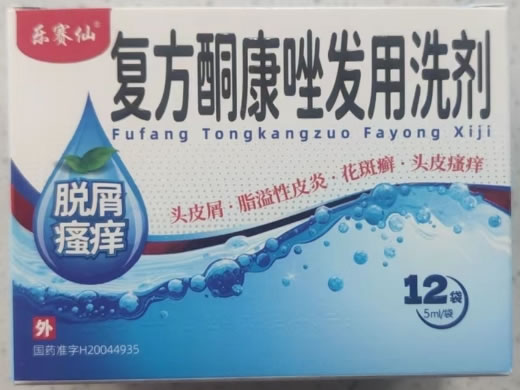 乐赛仙®
复方酮康唑发用洗剂
Fufang Tongkangzuo Fayong Xiji
脱屑
瘙痒
头皮屑·脂溢性皮炎·花斑癣·头皮瘙痒
12袋
5ml/袋
外
国药准字H20044935